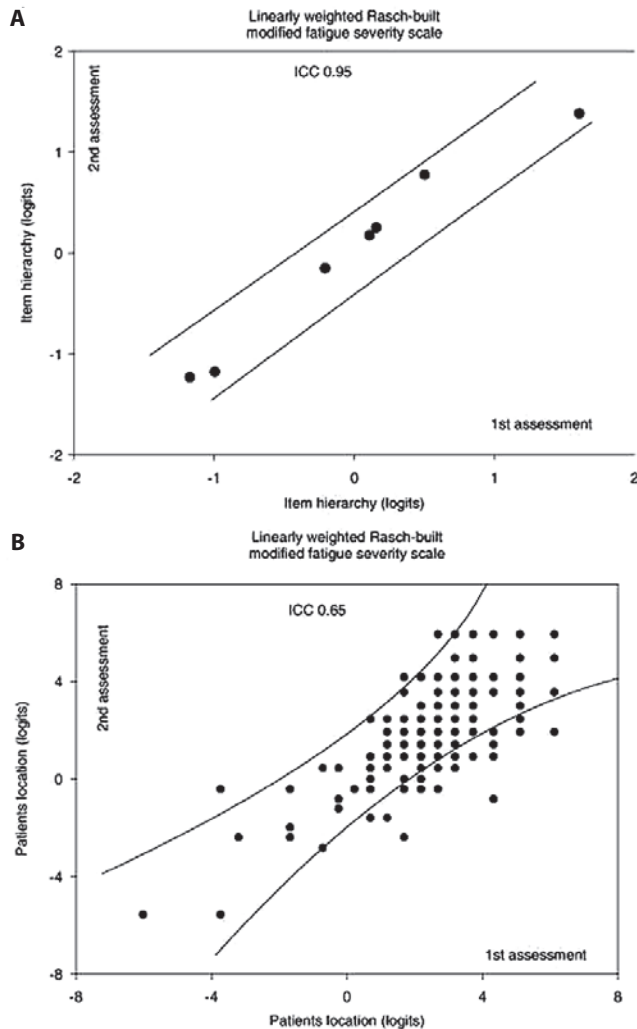 A
Linearly weighted Rasch-built
modified fatigue severity scale
2
1
0
-1
-2
Item hierarchy (logits)
2nd assessment
ICC 0.95
1st assessment
-2
-1
0
1
2
Item hierarchy (logits)
B
Linearly weighted Rasch-built
modified fatigue severity scale
8
4
0
-4
-8
Patients location (logits)
2nd assessment
ICC 0.65
1st assessment
-8
-4
0
4
8
Patients location (logits)